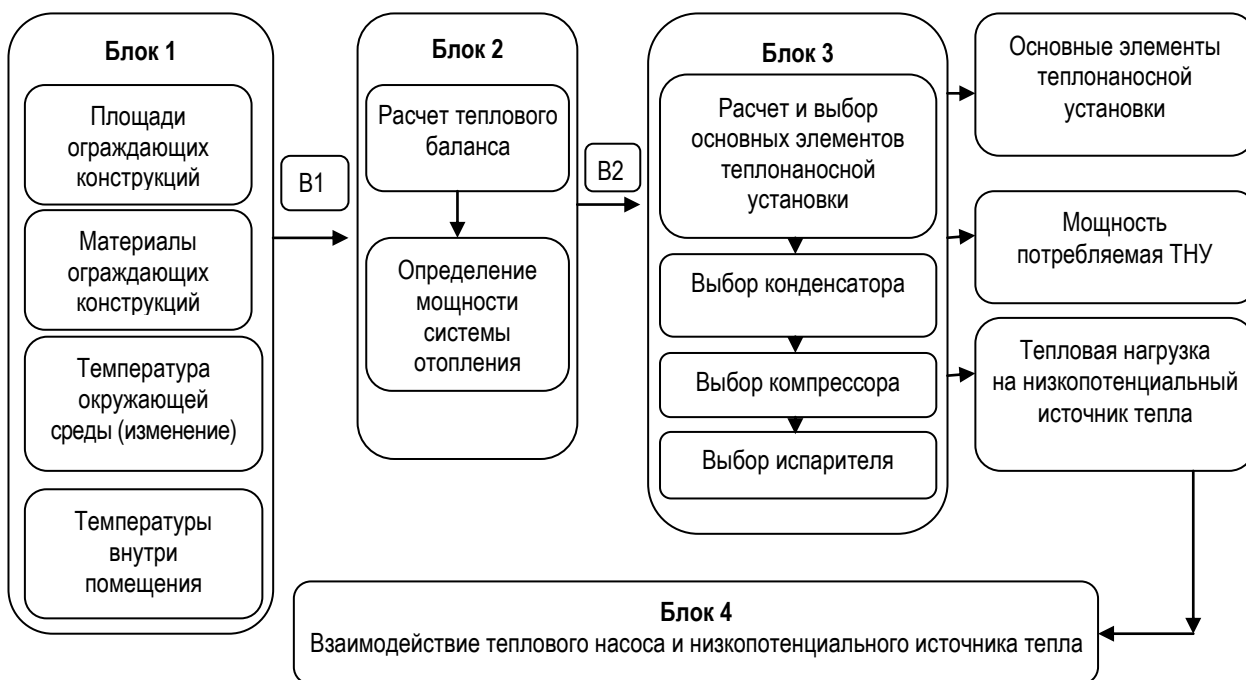 Блок 1
Площади
ограждающих
конструкций
Материалы
ограждающих
конструкций
Температура
окружающей
среды (изменение)
Температуры
внутри
помещения
В1
Блок 2
Расчет теплового
баланса
Определение
мощности
системы
отопления
В2
Блок 3
Расчет и выбор
основных элементов
теплонаносной
установки
Выбор конденсатора
Выбор компрессора
Выбор испарителя
Основные элементы
теплонаносной
установки
Мощность
потребляемая ТНУ
Тепловая нагрузка
на низкопотенциальный
источник тепла
Блок 4
Взаимодействие теплового насоса и низкопотенциального источника тепла